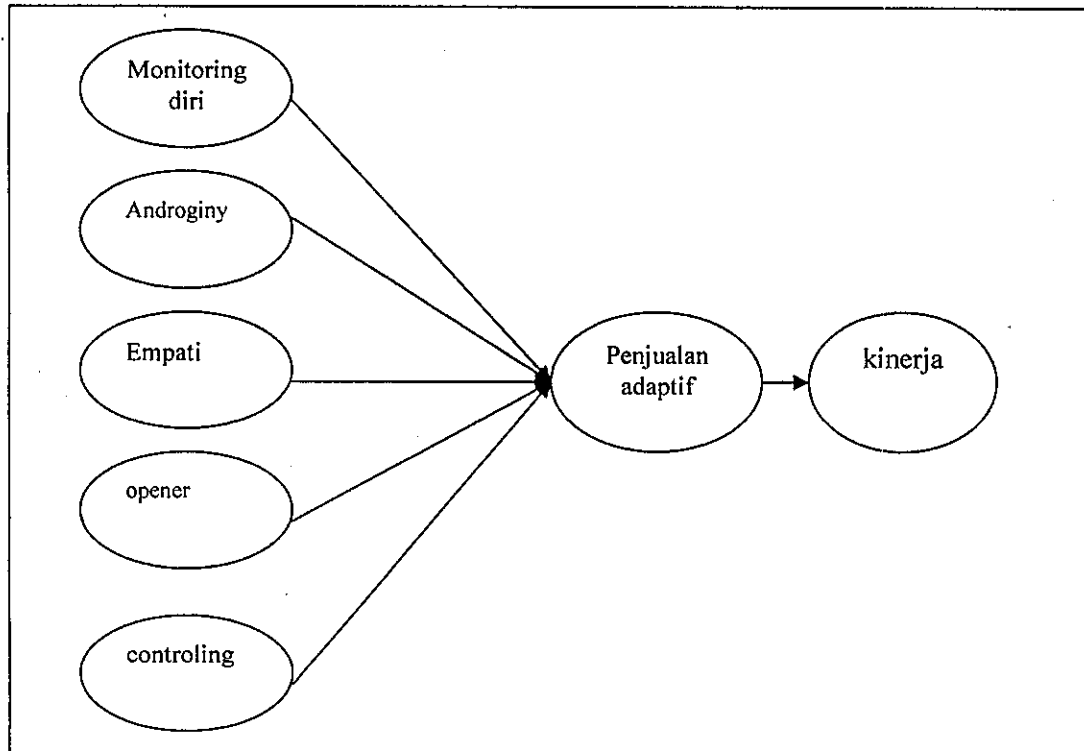 Monitoring
diri
Androginy
Empati
opener
controling
Penjualan
adaptif
kinerja